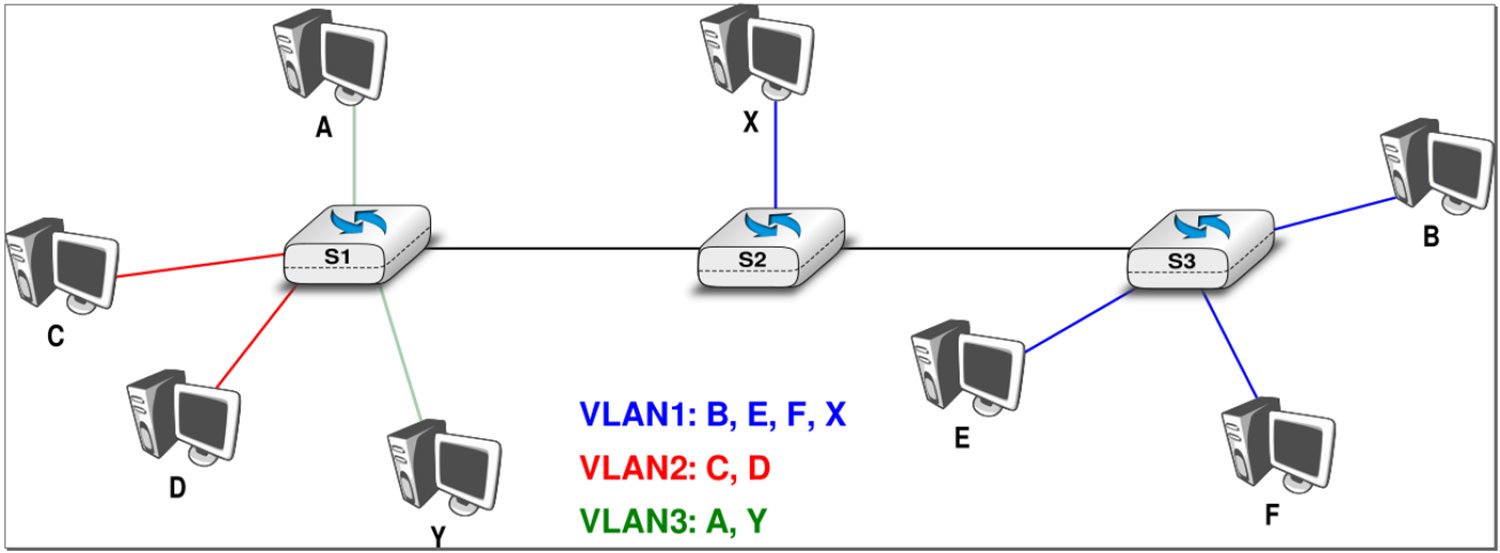 A
X
B
S1
S2
S3
C
E
D
F
Y
VLAN1: B, E, F, X
VLAN2: C, D
VLAN3: A, Y